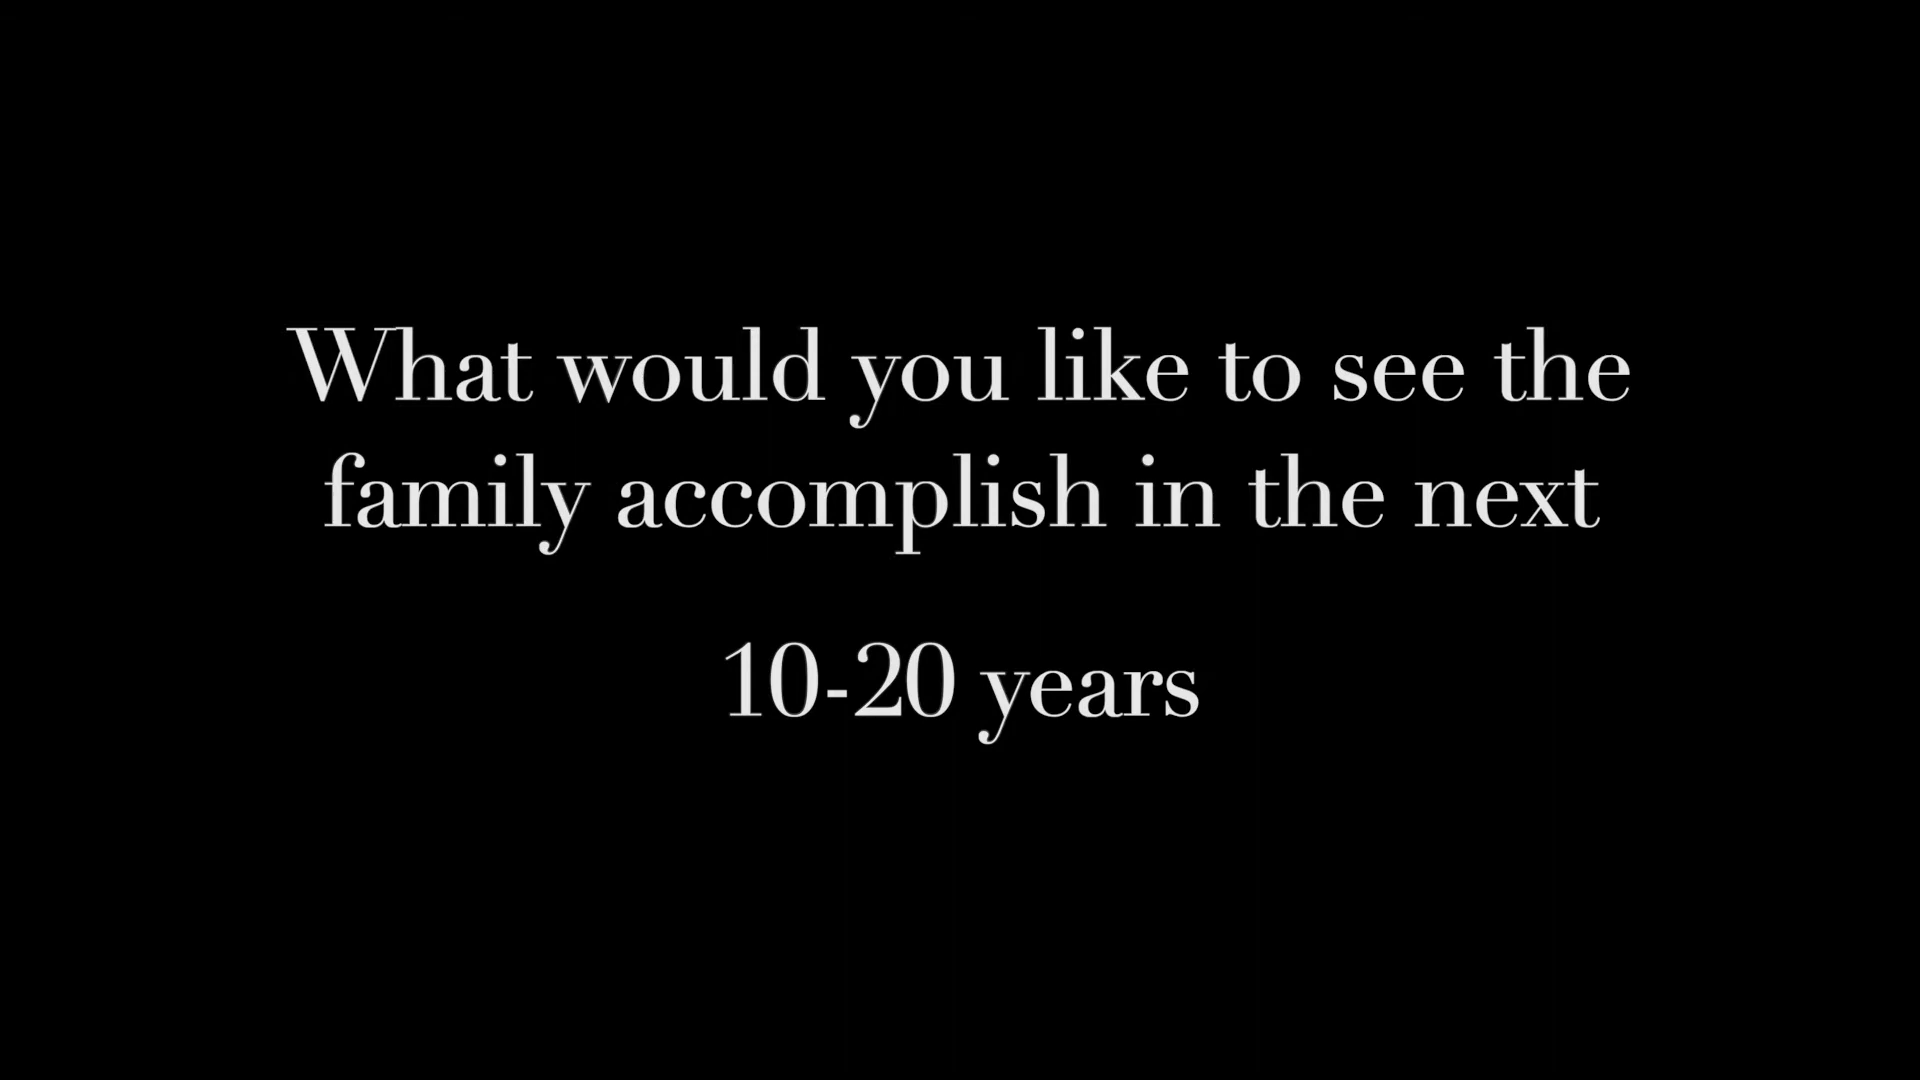 What would you like to see the
family accomplish in the next
10-20 years